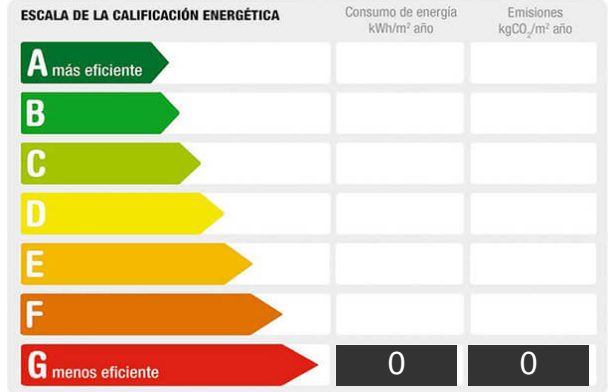 ESCALA DE LA CALIFICACIÓN ENERGÉTICA
Consumo de energía
kWh/m² año
Emisiones
kgCO₂/m² año
A más eficiente
B
C
D
E
F
G menos eficiente 0 0